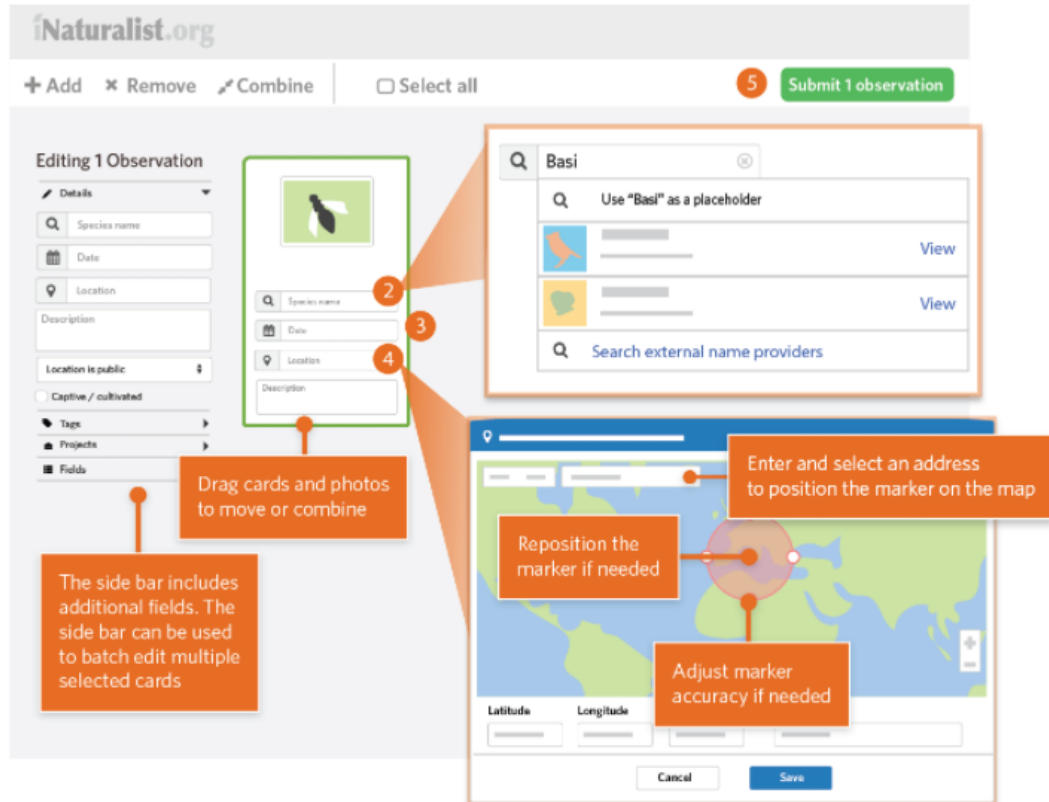 iNaturalist.org
Add Remove Combine Select all 5 Submit 1 observation
Editing 1 Observation
Details
Species name
Date
Location
Description
Location is public
Captive / cultivated
Tags
Projects
Fields
Species name 2
Date 3
Location 4
Description
Basi
Use "Basi" as a placeholder
View
View
Search external name providers
Drag cards and photos
to move or combine
The side bar includes
additional fields. The
side bar can be used
to batch edit multiple
selected cards
Enter and select an address
to position the marker on the map
Reposition the
marker if needed
Adjust marker
accuracy if needed
Latitude Longitude
Cancel Save